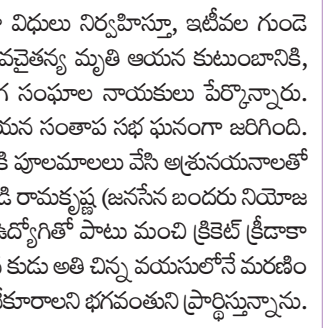 విధులు నిర్వహిస్తూ, ఇటీవల గుండె
వచైతన్య మృతి ఆయన కుటుంబానికి,
గ సంఘాల నాయకులు పేర్కొన్నారు.
యన సంతాప సభ ఘనంగా జరిగింది.
కి పూలమాలలు వేసి అశ్రునయనాలతో
డి రామకృష్ణ (జనసేన బందరు నియోజ
ఉద్యోగితో పాటు మంచి క్రికెట్ క్రీడాకా
కుడు అతి చిన్న వయసులోనే మరణిం
కూరాలని భగవంతుని ప్రార్థిస్తున్నాను.